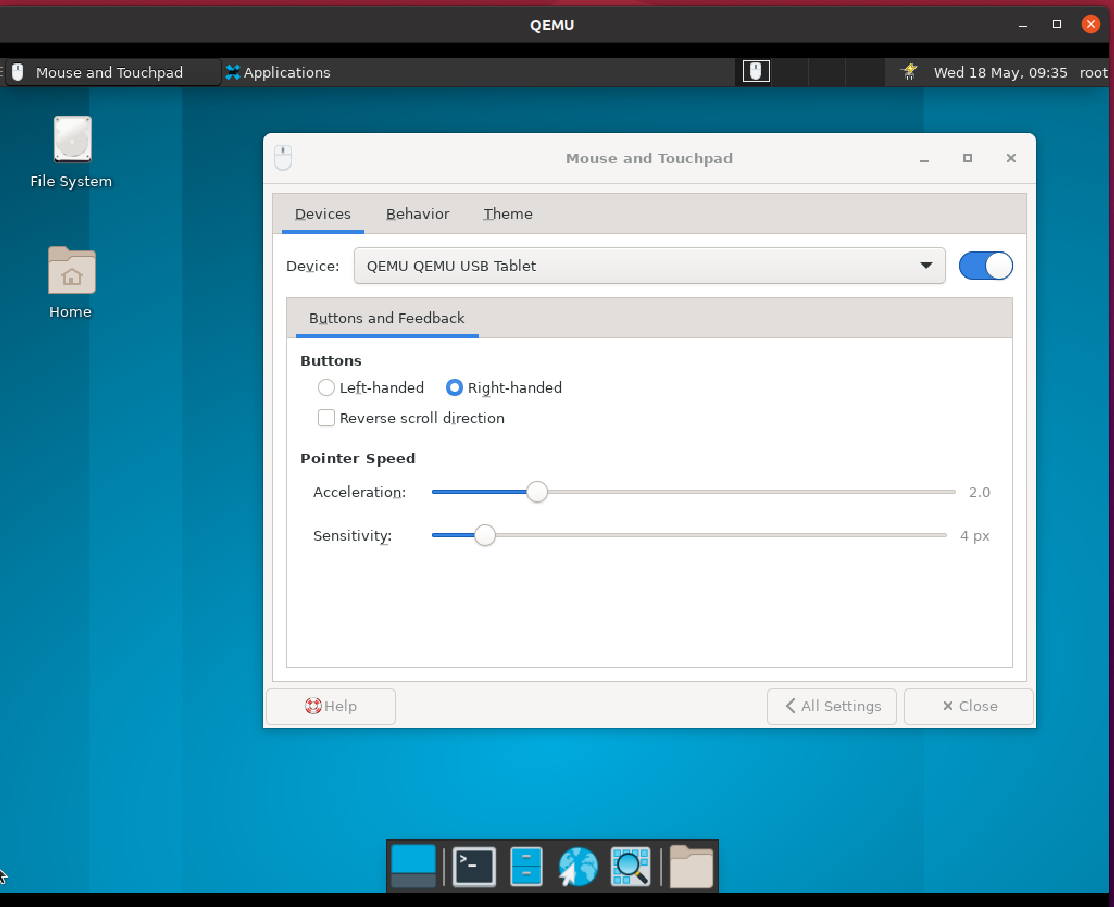 QEMU
Mouse and Touchpad
Applications
Wed 18 May, 09:35
root
File System
Home
Mouse and Touchpad
Devices
Behavior
Theme
Device:
QEMU QEMU USB Tablet
Buttons and Feedback
Buttons
Left-handed
Right-handed
Reverse scroll direction
Pointer Speed
Acceleration:
2.0
Sensitivity:
4 px
Help
All Settings
Close